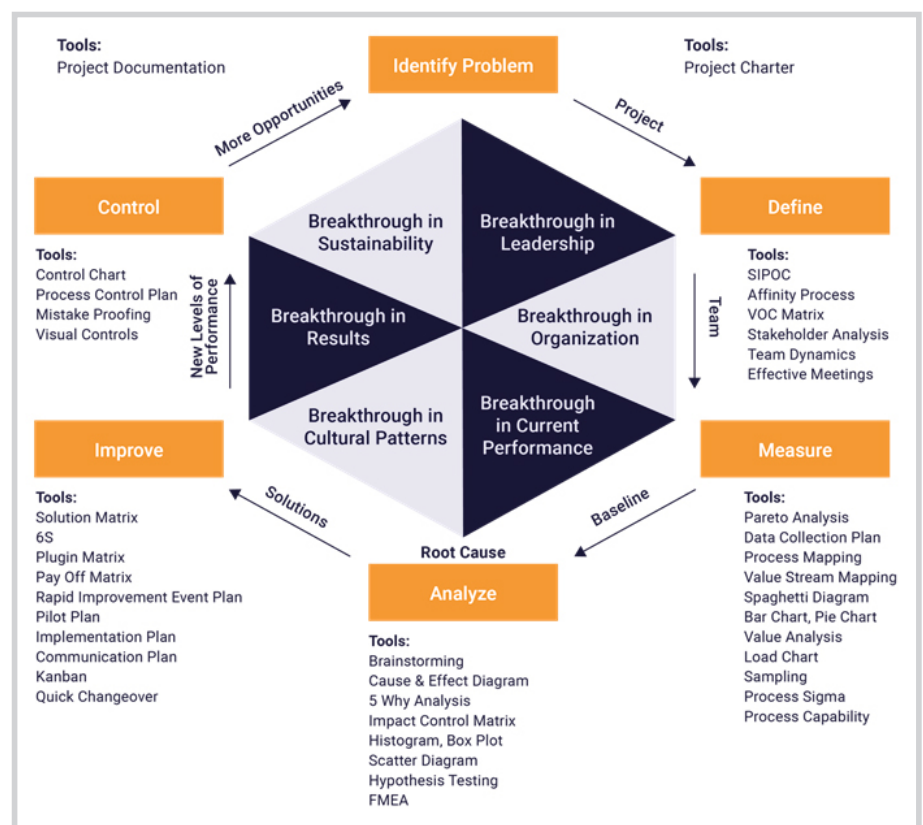 Tools:
Project Documentation
Identify Problem
Tools:
Project Charter
More Opportunities
Project
Control
Define
Tools:
Control Chart
Process Control Plan
Mistake Proofing
Visual Controls
New Levels of
Performance
Breakthrough in
Sustainability
Breakthrough in
Leadership
Breakthrough in
Results
Breakthrough in
Organization
Breakthrough in
Cultural Patterns
Breakthrough
in Current
Performance
Team
Tools:
SIPOC
Affinity Process
VOC Matrix
Stakeholder Analysis
Team Dynamics
Effective Meetings
Improve
Measure
Solutions
Baseline
Tools:
Solution Matrix
6S
Plugin Matrix
Pay Off Matrix
Rapid Improvement Event Plan
Pilot Plan
Implementation Plan
Communication Plan
Kanban
Quick Changeover
Root Cause
Analyze
Tools:
Brainstorming
Cause & Effect Diagram
5 Why Analysis
Impact Control Matrix
Histogram, Box Plot
Scatter Diagram
Hypothesis Testing
FMEA
Tools:
Pareto Analysis
Data Collection Plan
Process Mapping
Value Stream Mapping
Spaghetti Diagram
Bar Chart, Pie Chart
Value Analysis
Load Chart
Sampling
Process Sigma
Process Capability